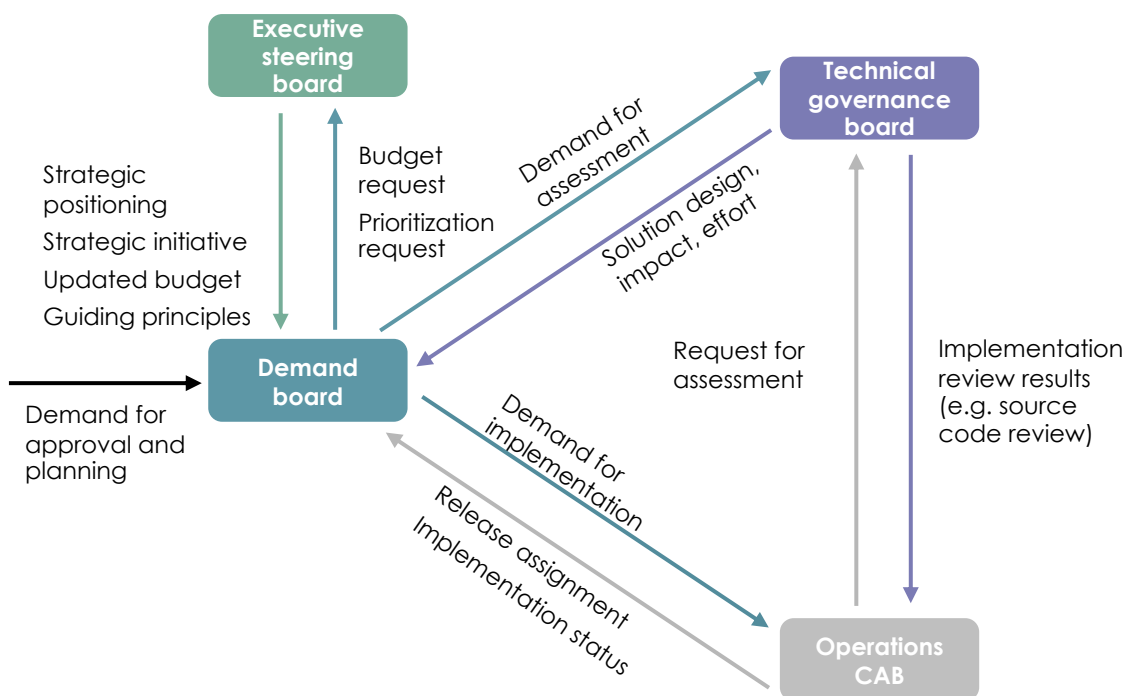 Executive
steering
board
Technical
governance
board
Strategic
positioning
Strategic initiative
Updated budget
Guiding principles
Budget
request
Prioritization
request
Demand for
assessment
Solution design,
impact, effort
Demand
board
Demand for
approval and
planning
Request for
assessment
Implementation
review results
(e.g. source
code review)
Demand for
implementation
Release assignment
Implementation status
Operations
CAB